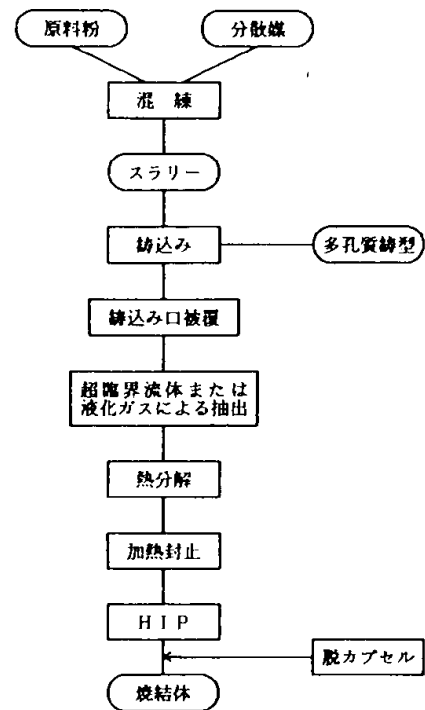 原料粉
分散媒
混練
スラリー
鋳込み
多孔質鋳型
鋳込み口被覆
超臨界流体または
液化ガスによる抽出
熱分解
加熱封止
HIP
脱カプセル
焼結体